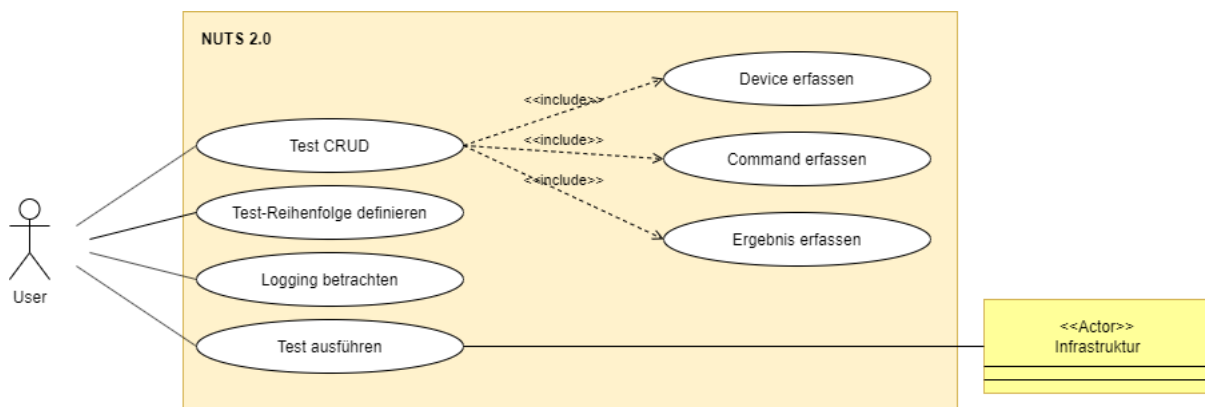 NUTS 2.0
Device erfassen
<<include>>
Test CRUD
<<include>>
Command erfassen
<<include>>
Test-Reihenfolge definieren
Ergebnis erfassen
Logging betrachten
User
Test ausführen
<<Actor>>
Infrastruktur